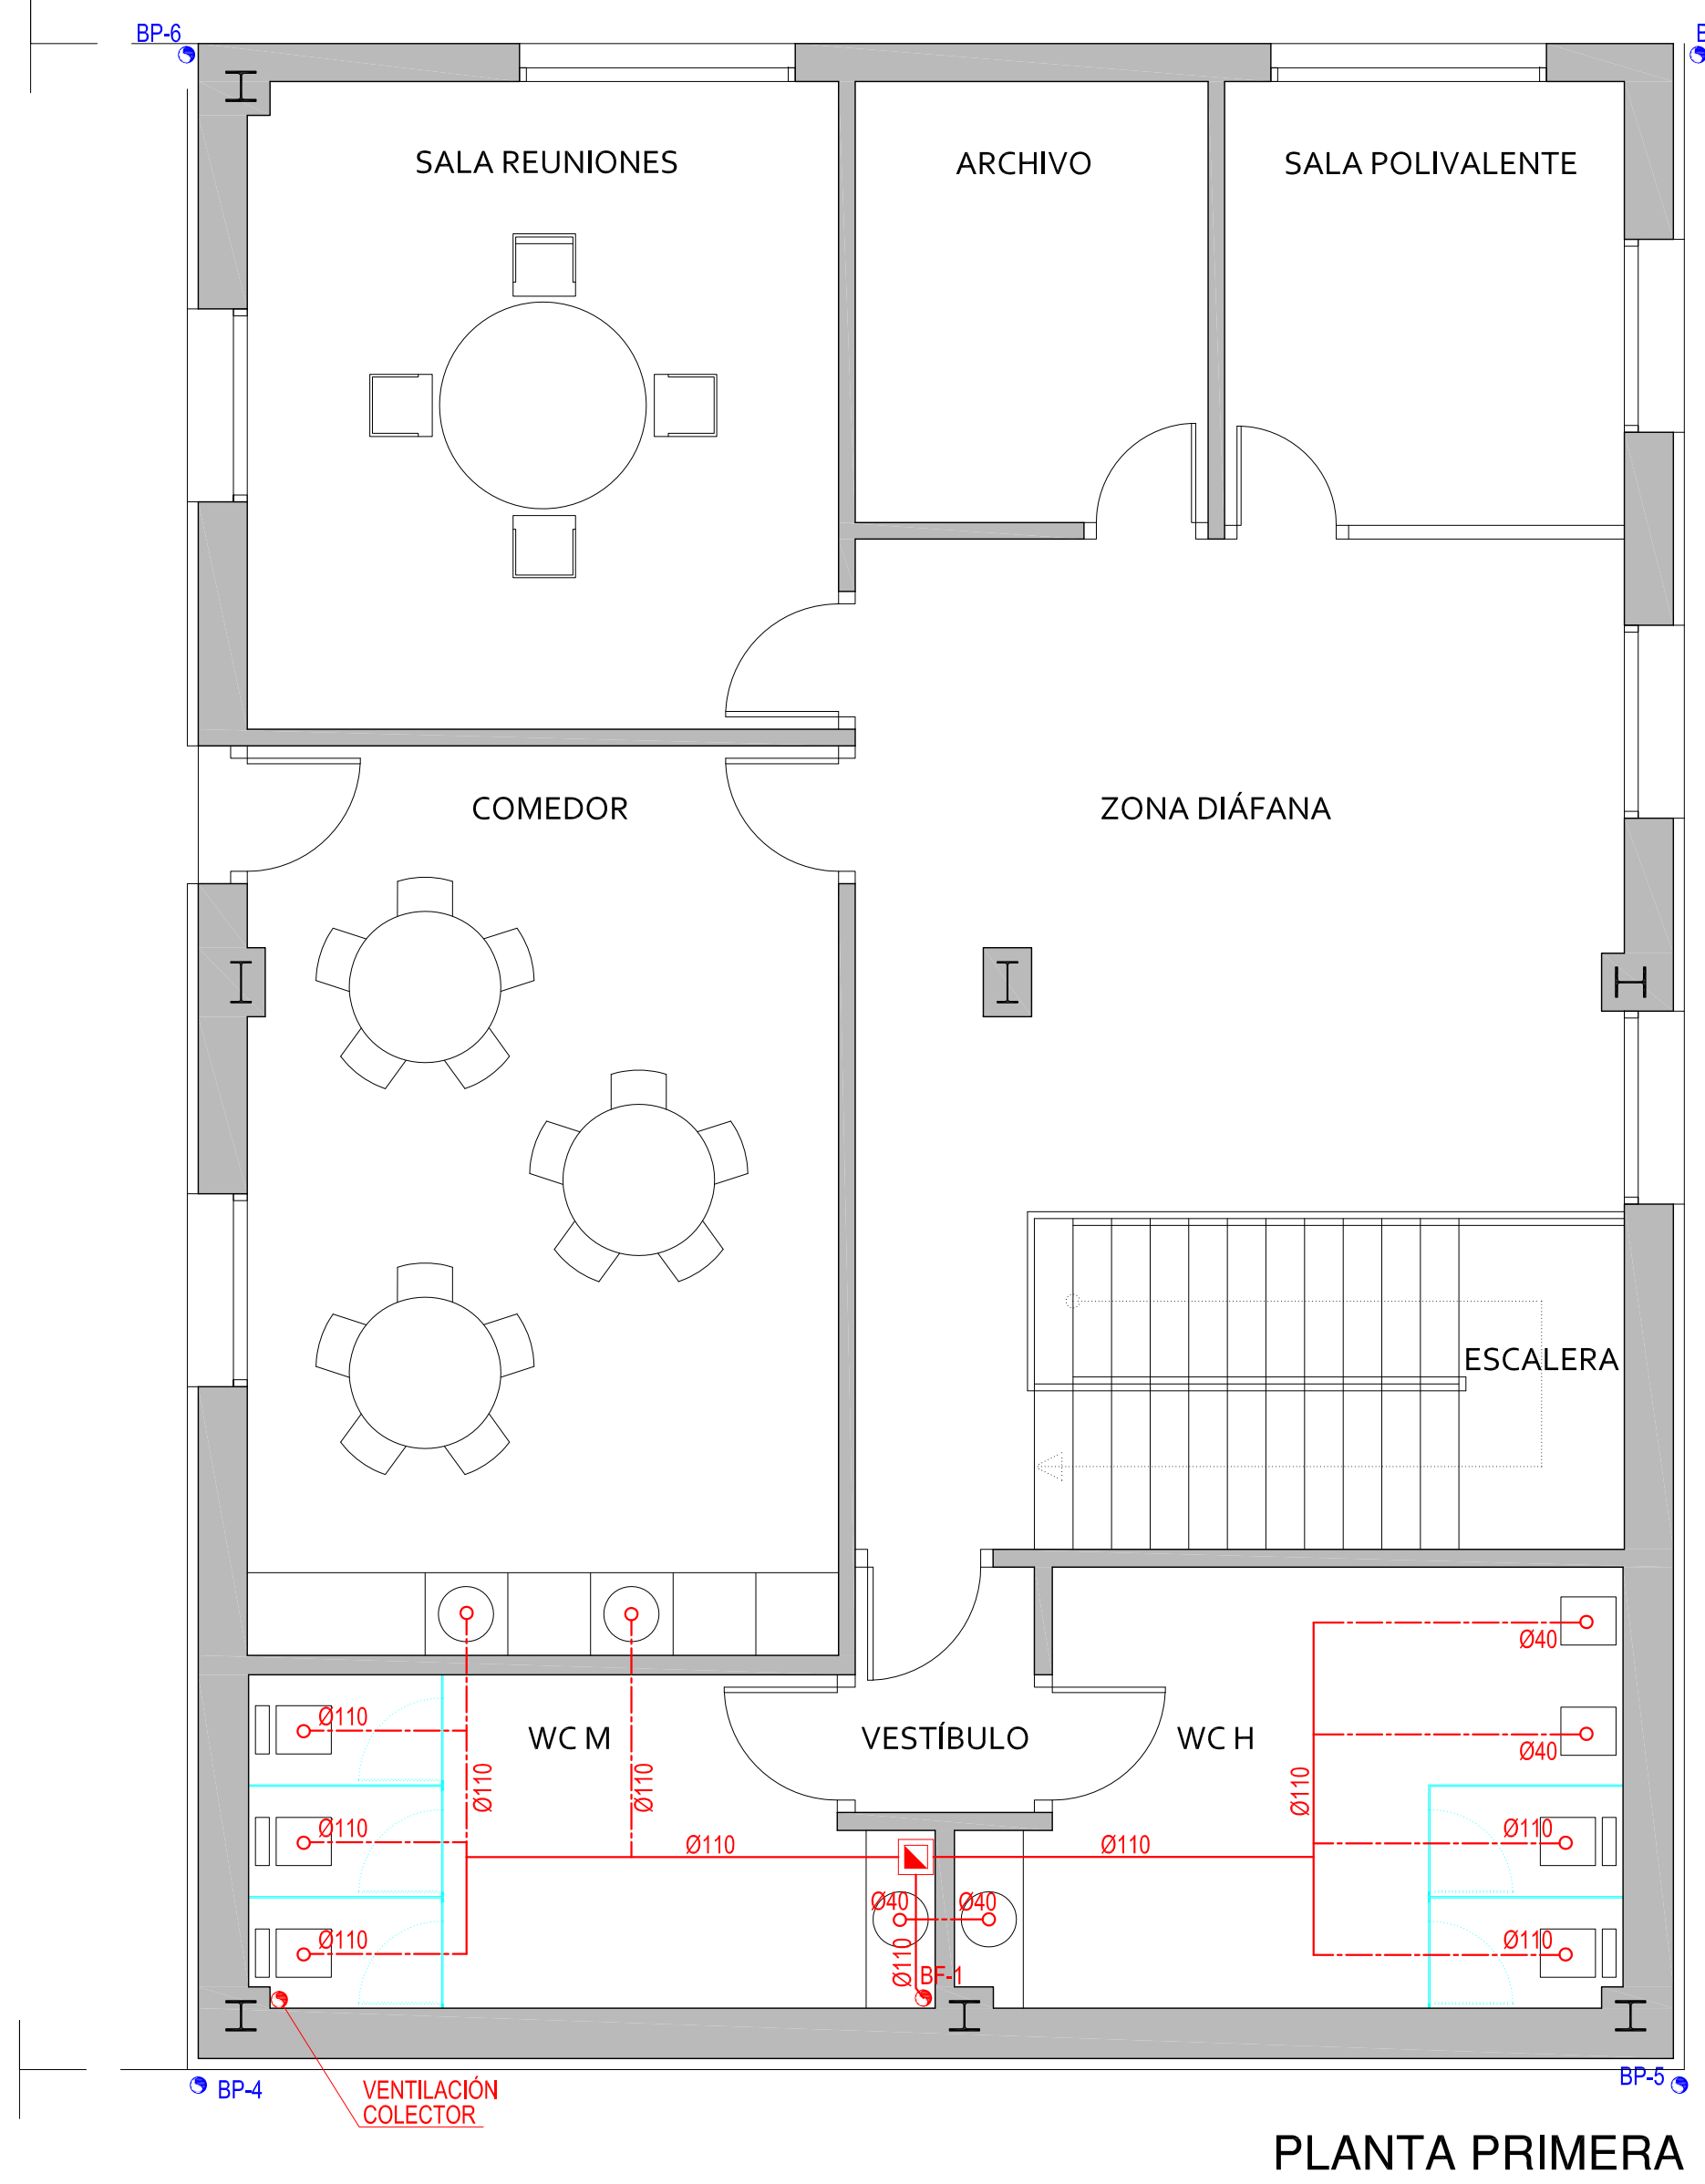 BP-6
SALA REUNIONES
ARCHIVO
SALA POLIVALENTE
COMEDOR
ZONA DIÁFANA
ESCALERA
Ø40
Ø110
WC M
VESTÍBULO
WC H
Ø40
Ø110
Ø110
Ø110
Ø110
Ø110
Ø110
Ø110
Ø110
Ø40
Ø40
Ø110
Ø110
Ø110
BF-1
BP-4
BP-5
VENTILACIÓN
COLECTOR
PLANTA PRIMERA